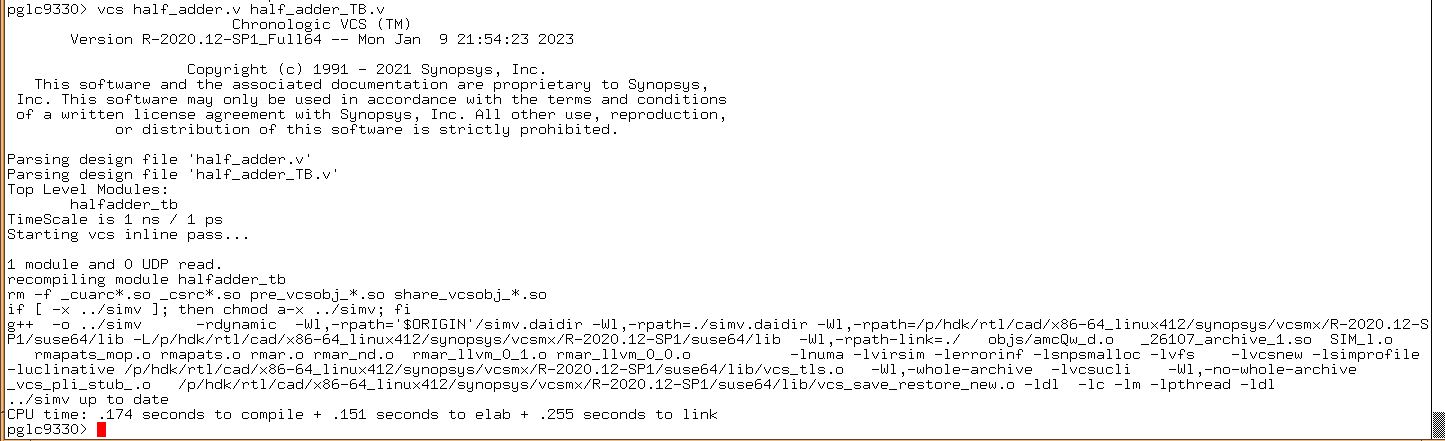 pglc9330> vcs half_adder.v half_adder_TB.v
Chronologic VCS (TM)
Version R-2020.12-SP1_Full64 -- Mon Jan  9 21:54:23 2023
Copyright (c) 1991 - 2021 Synopsys, Inc.
This software and the associated documentation are proprietary to Synopsys,
Inc. This software may only be used in accordance with the terms and conditions
of a written license agreement with Synopsys, Inc. All other use, reproduction,
or distribution of this software is strictly prohibited.
Parsing design file 'half_adder.v'
Parsing design file 'half_adder_TB.v'
Top Level Modules:
halfadder_tb
TimeScale is 1 ns / 1 ps
Starting vcs inline pass...
1 module and 0 UDP read.
recompiling module halfadder_tb
rm -f _cuarc*.so _csrc*.so pre_vcsobj_*.so share_vcsobj_*.so
if [ -x ../simv ]; then chmod a-x ../simv; fi
g++  -o ../simv      -rdynamic  -Wl,-rpath='$ORIGIN'/simv.daidir -Wl,-rpath=./simv.daidir -Wl,-rpath=/p/hdk/rtl/cad/x86-64_linux412/synopsys/vcsmx/R-2020.12-S
P1/suse64/lib -L/p/hdk/rtl/cad/x86-64_linux412/synopsys/vcsmx/R-2020.12-SP1/suse64/lib  -Wl,-rpath-link=./   objs/amcQw_d.o   _26107_archive_1.so  SIM_l.o
rmapats_mop.o rmapats.o rmar.o rmar_nd.o  rmar_llvm_0_1.o rmar_llvm_0_0.o            -lnuma -lvirsim -lerrorinf -lsnpsmalloc -lvfs    -lvcsnew -lsimprofile
-luclinative /p/hdk/rtl/cad/x86-64_linux412/synopsys/vcsmx/R-2020.12-SP1/suse64/lib/vcs_tls.o   -Wl,-whole-archive  -lvcsucli    -Wl,-no-whole-archive
_vcs_pli_stub_.o   /p/hdk/rtl/cad/x86-64_linux412/synopsys/vcsmx/R-2020.12-SP1/suse64/lib/vcs_save_restore_new.o -ldl  -lc -lm -lpthread -ldl
../simv up to date
CPU time: .174 seconds to compile + .151 seconds to elab + .255 seconds to link
pglc9330>